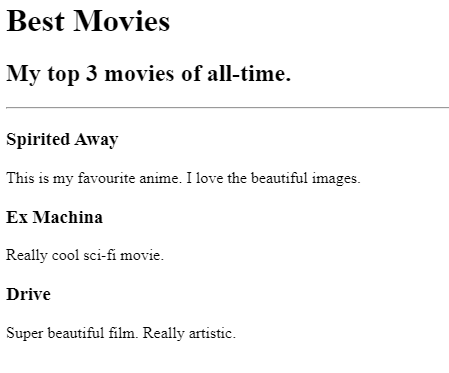 Best Movies
My top 3 movies of all-time.
Spirited Away
This is my favourite anime. I love the beautiful images.
Ex Machina
Really cool sci-fi movie.
Drive
Super beautiful film. Really artistic.